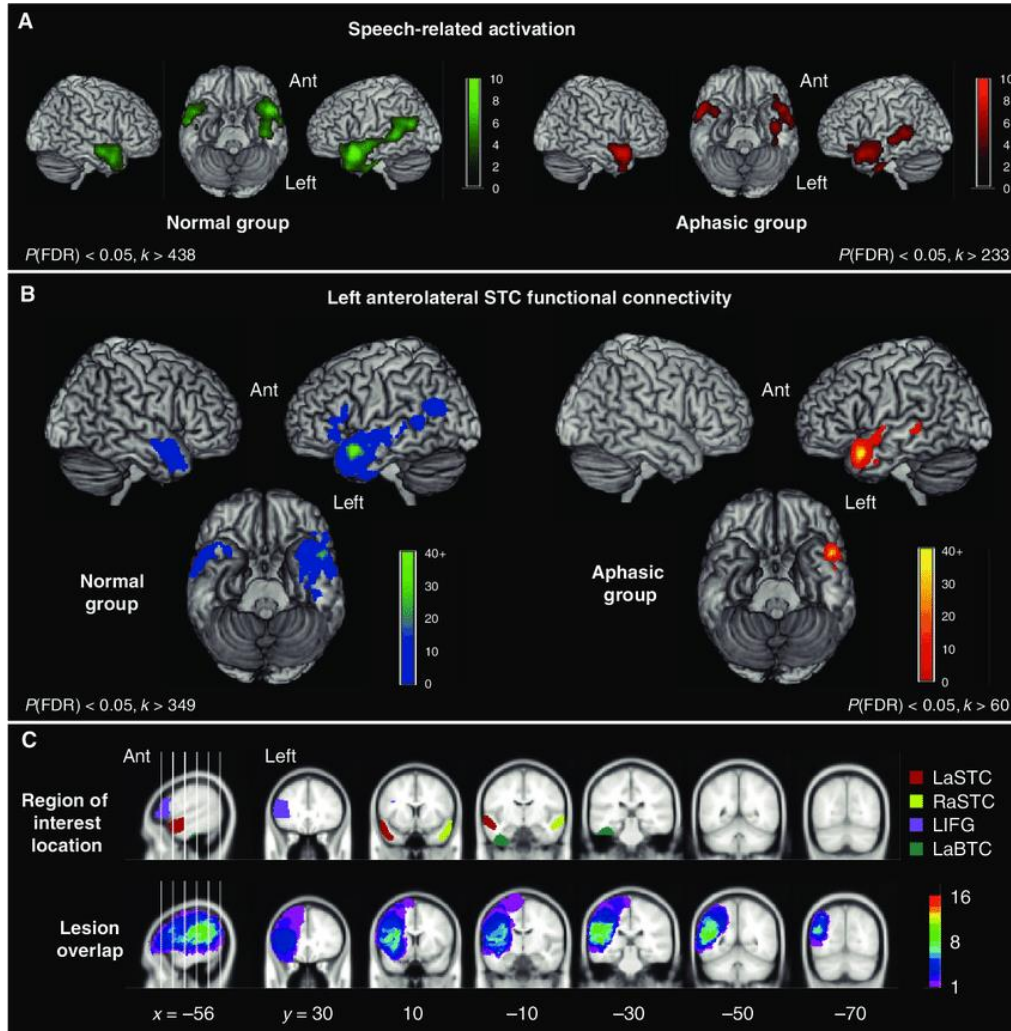 A
Speech-related activation
Ant
Left
10
8
6
4
2
0
Normal group
P(FDR) < 0.05, k > 438
10
8
6
4
2
0
Aphasic group
P(FDR) < 0.05, k > 233
B
Left anterolateral STC functional connectivity
Ant
Left
Normal
group
40+
30
20
10
0
P(FDR) < 0.05, k > 349
Ant
Left
Aphasic
group
40+
30
20
10
0
P(FDR) < 0.05, k > 60
C
Ant
Left
Region of
interest
location
LaSTC
RaSTC
LIFG
LaBTC
Lesion
overlap
16
8
1
x = −56
y = 30
10
−10
−30
−50
−70